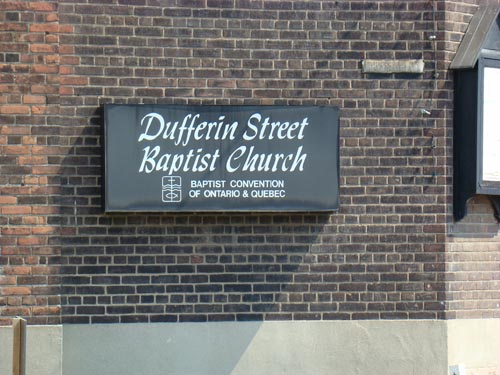 Dufferin Street
Baptist Church
BAPTIST CONVENTION
OF ONTARIO & QUEBEC